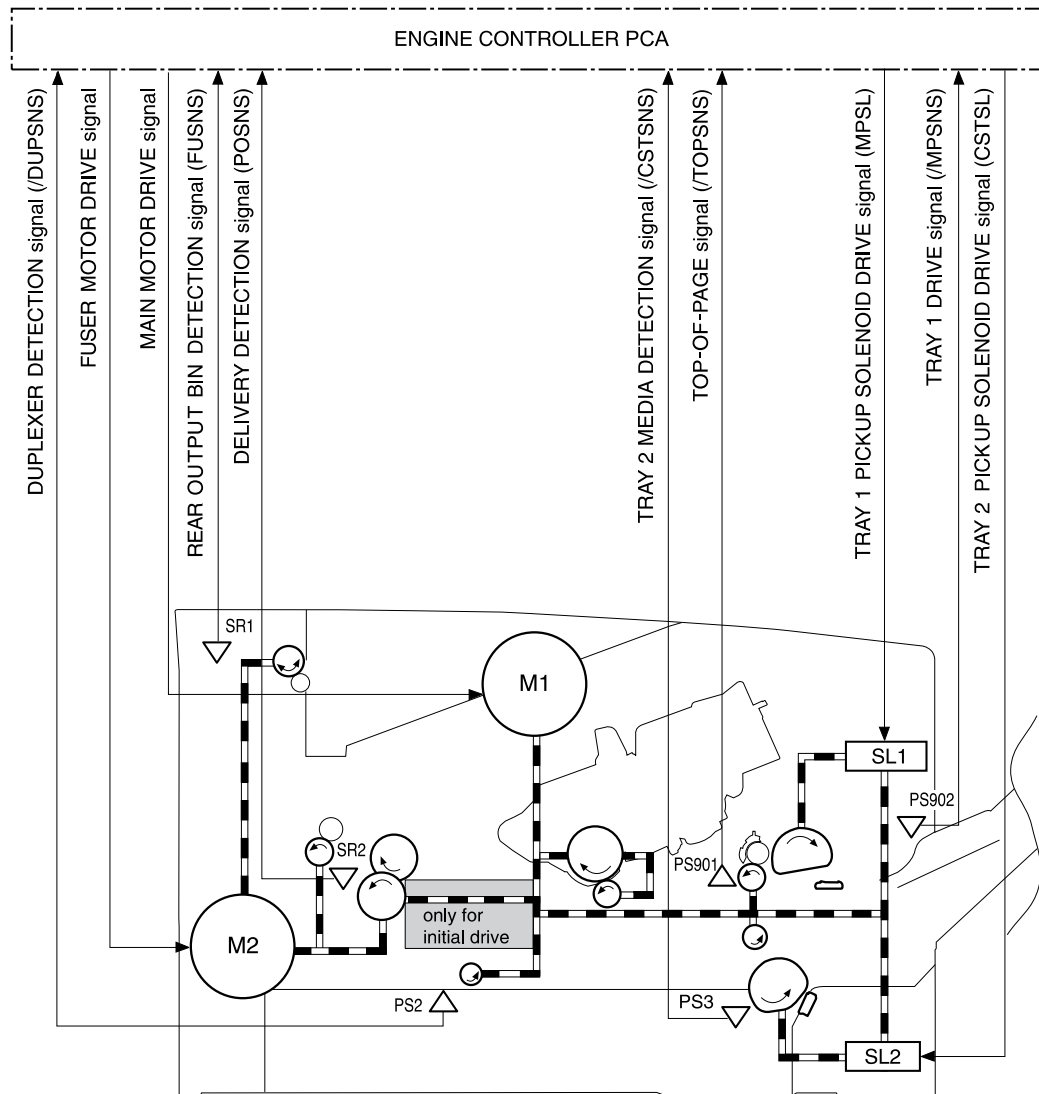 ENGINE CONTROLLER PCA
DUPLEXER DETECTION signal (/DUPSNS)
FUSER MOTOR DRIVE signal
MAIN MOTOR DRIVE signal
REAR OUTPUT BIN DETECTION signal (FUSNS)
DELIVERY DETECTION signal (POSNS)
TRAY 2 MEDIA DETECTION signal (/CSTSNS)
TOP-OF-PAGE signal (/TOPSNS)
TRAY 1 PICKUP SOLENOID DRIVE signal (MPSL)
TRAY 1 DRIVE signal (/MPSNS)
TRAY 2 PICKUP SOLENOID DRIVE signal (CSTSL)
SR1
M1
SL1
PS902
SR2
PS901
only for
initial drive
M2
PS2
PS3
SL2